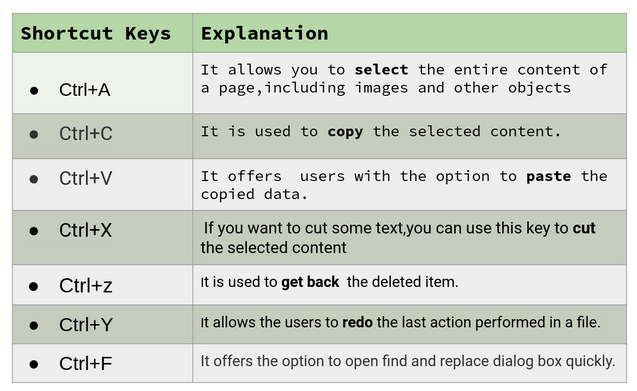 Shortcut Keys
Explanation
● Ctrl+A
It allows you to select the entire content of
a page,including images and other objects
● Ctrl+C
It is used to copy the selected content.
● Ctrl+V
It offers users with the option to paste the
copied data.
● Ctrl+X
If you want to cut some text,you can use this key to cut
the selected content
● Ctrl+z
It is used to get back the deleted item.
● Ctrl+Y
It allows the users to redo the last action performed in a file.
● Ctrl+F
It offers the option to open find and replace dialog box quickly.